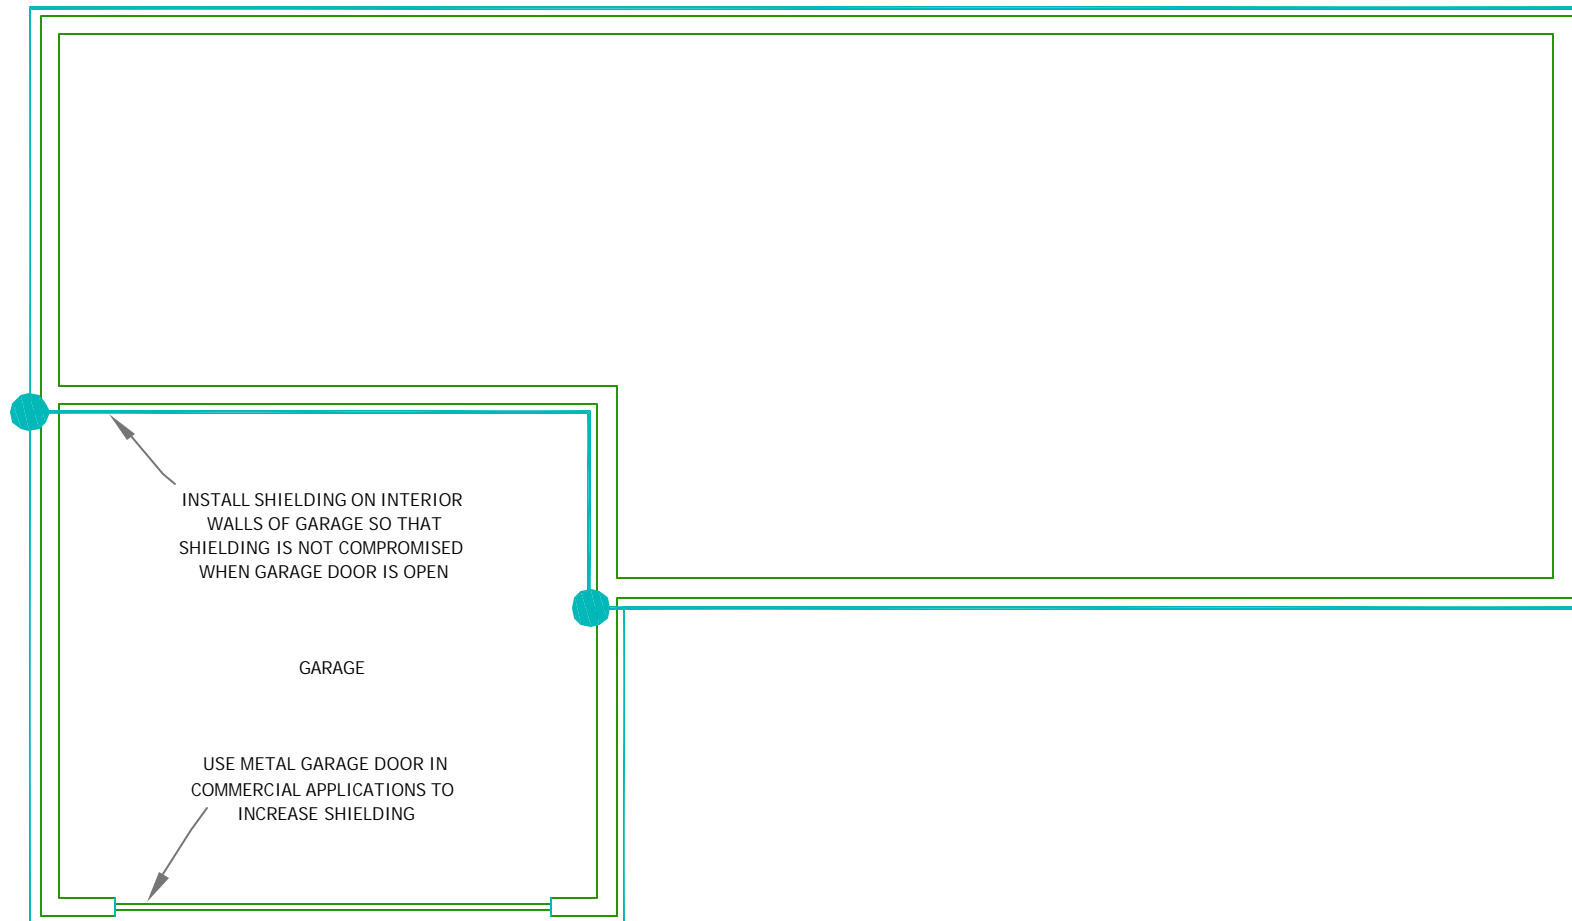 INSTALL SHIELDING ON INTERIOR
WALLS OF GARAGE SO THAT
SHIELDING IS NOT COMPROMISED
WHEN GARAGE DOOR IS OPEN
GARAGE
USE METAL GARAGE DOOR IN
COMMERCIAL APPLICATIONS TO
INCREASE SHIELDING